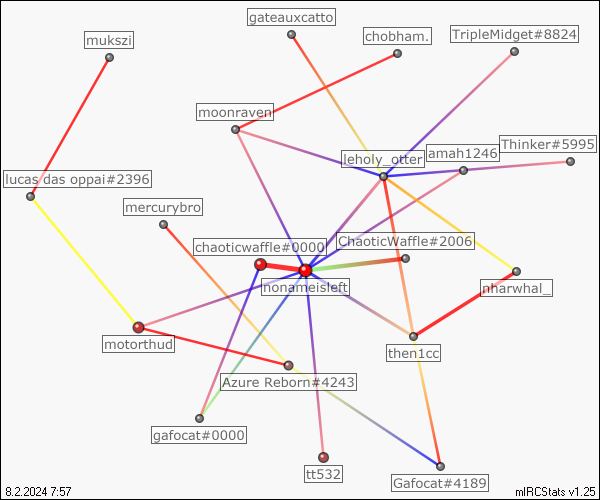 gateauxcatto
mukszi
chobham.
TripleMidget#8824
moonraven
Thinker#5995
leholy_otter
amah1246
lucas das oppai#2396
mercurybro
chaoticwaffle#0000
ChaoticWaffle#2006
nonameisleft
nharwhal_
motorthud
then1cc
Azure Reborn#4243
gafocat#0000
tt532
Gafocat#4189
8.2.2024 7:57
mIRCStats v1.25